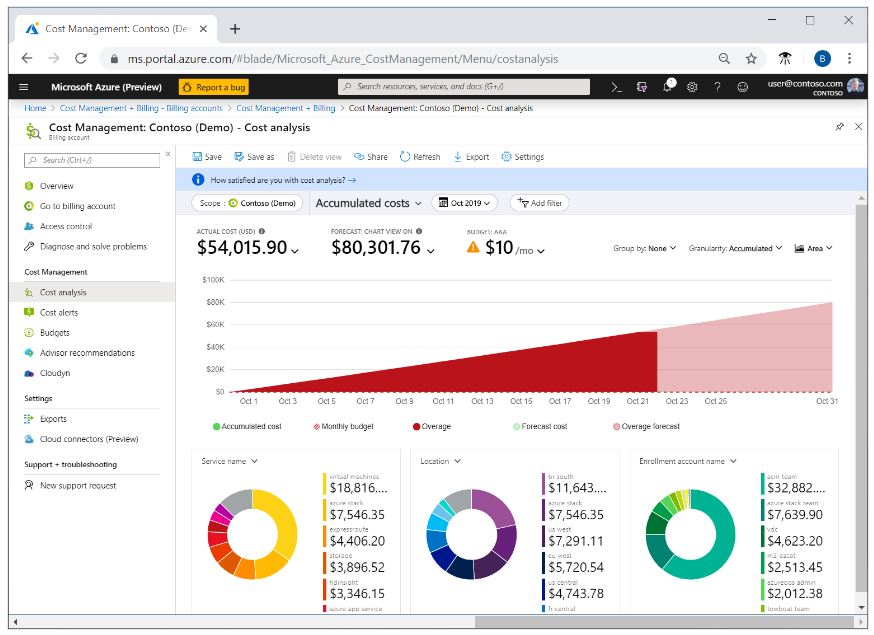 Cost Management: Contoso (De
ms.portal.azure.com/#blade/Microsoft_Azure_CostManagement/Menu/costanalysis
B
Microsoft Azure (Preview)
Report a bug
Search resources, services, and docs (G+/)
1
user@contoso.com
CONTOSO
Home > Cost Management + Billing - Billing accounts > Cost Management + Billing > Cost Management: Contoso (Demo) - Cost analysis
Cost Management: Contoso (Demo) - Cost analysis
Billing account
Search (Ctrl+/)
«
Overview
Go to billing account
Access control
Diagnose and solve problems
Cost Management
Cost analysis
Cost alerts
Budgets
Advisor recommendations
Cloudyn
Settings
Exports
Cloud connectors (Preview)
Support + troubleshooting
New support request
Save
Save as
Delete view
Share
Refresh
Export
Settings
How satisfied are you with cost analysis? →
Scope : Contoso (Demo)
Accumulated costs
Oct 2019
Add filter
ACTUAL COST (USD)
$54,015.90
FORECAST: CHART VIEW ON
$80,301.76
BUDGET: AAA
$10 /mo
Group by: None
Granularity: Accumulated
Area
$100K
$80K
$60K
$40K
$20K
$0
Oct 1 Oct 3 Oct 5 Oct 7 Oct 9 Oct 11 Oct 13 Oct 15 Oct 17 Oct 19 Oct 21 Oct 23 Oct 25 Oct 31
Accumulated cost Monthly budget Overage Forecast cost Overage forecast
Service name
virtual machines
$18,816....
azure stack
$7,546.35
expressroute
$4,406.20
storage
$3,896.52
hdinsight
$3,346.15
azure app service
Location
br south
$11,643....
azure stack
$7,546.35
us west
$7,291.11
eu west
$5,720.54
us central
$4,743.78
fr central
Enrollment account name
acm team
$32,882....
azure stack team
$7,639.90
vdc
$4,623.20
m2-azcat
$2,513.45
azureops admin
$2,012.38
towboat team